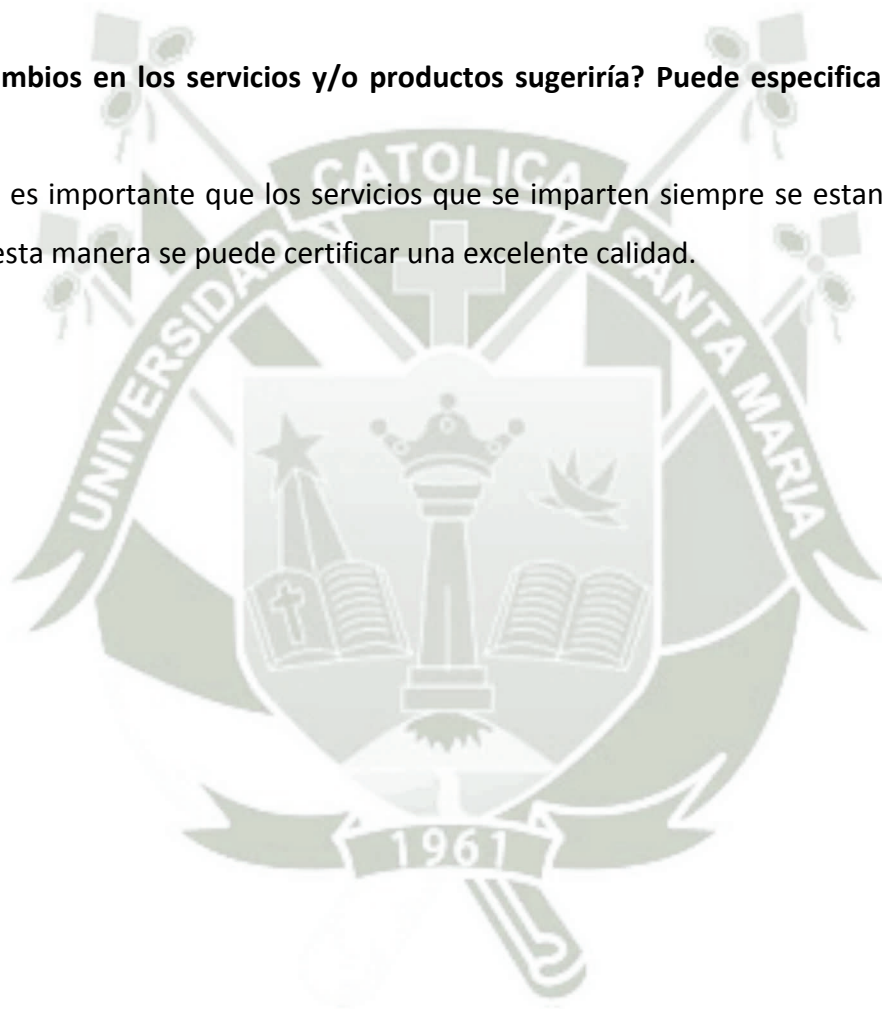 mbios en los servicios y/o productos sugeriría? Puede especifica
es importante que los servicios que se imparten siempre se estan
esta manera se puede certificar una excelente calidad.
UNIVERSIDAD CATOLICA SANTA MARIA
1961